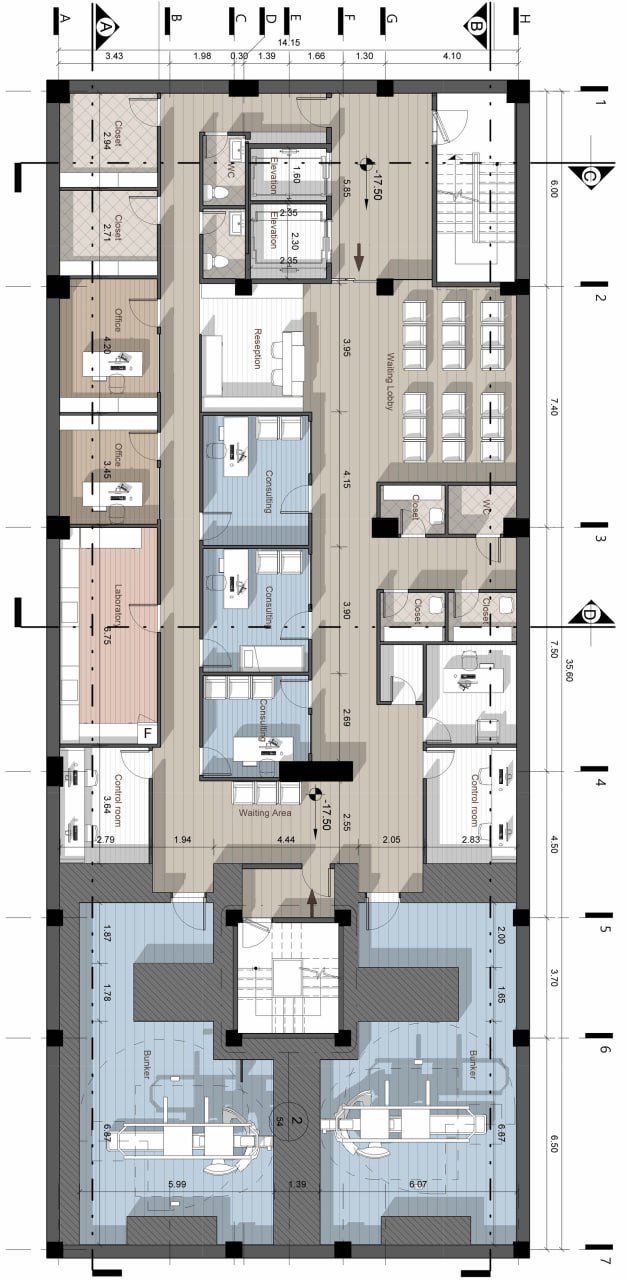 A
B
C
D
E
F
G
H
A
B
14.15
3.43
1.98
0.30
1.39
1.66
1.30
4.10
1
C
6.00
Closet
2.94
WC
Elevation
1.60
2.35
5.85
-17.50
Closet
2.71
Elevation
2.30
2.35
2
Office
4.20
Reception
3.95
Waiting Lobby
7.40
Office
3.45
Consulting
4.15
Closet
WC
3
Laboratory
6.75
F
Consulting
3.90
Closet
Closet
D
7.50
35.60
Consulting
2.69
4
Control room
3.64
2.79
1.94
Waiting Area
4.44
-17.50
2.55
2.05
Control room
2.83
4.50
5
1.87
2.00
1.78
1.65
3.70
6
Bunker
6.87
2
54
Bunker
6.87
6.50
5.99
1.39
6.07
7